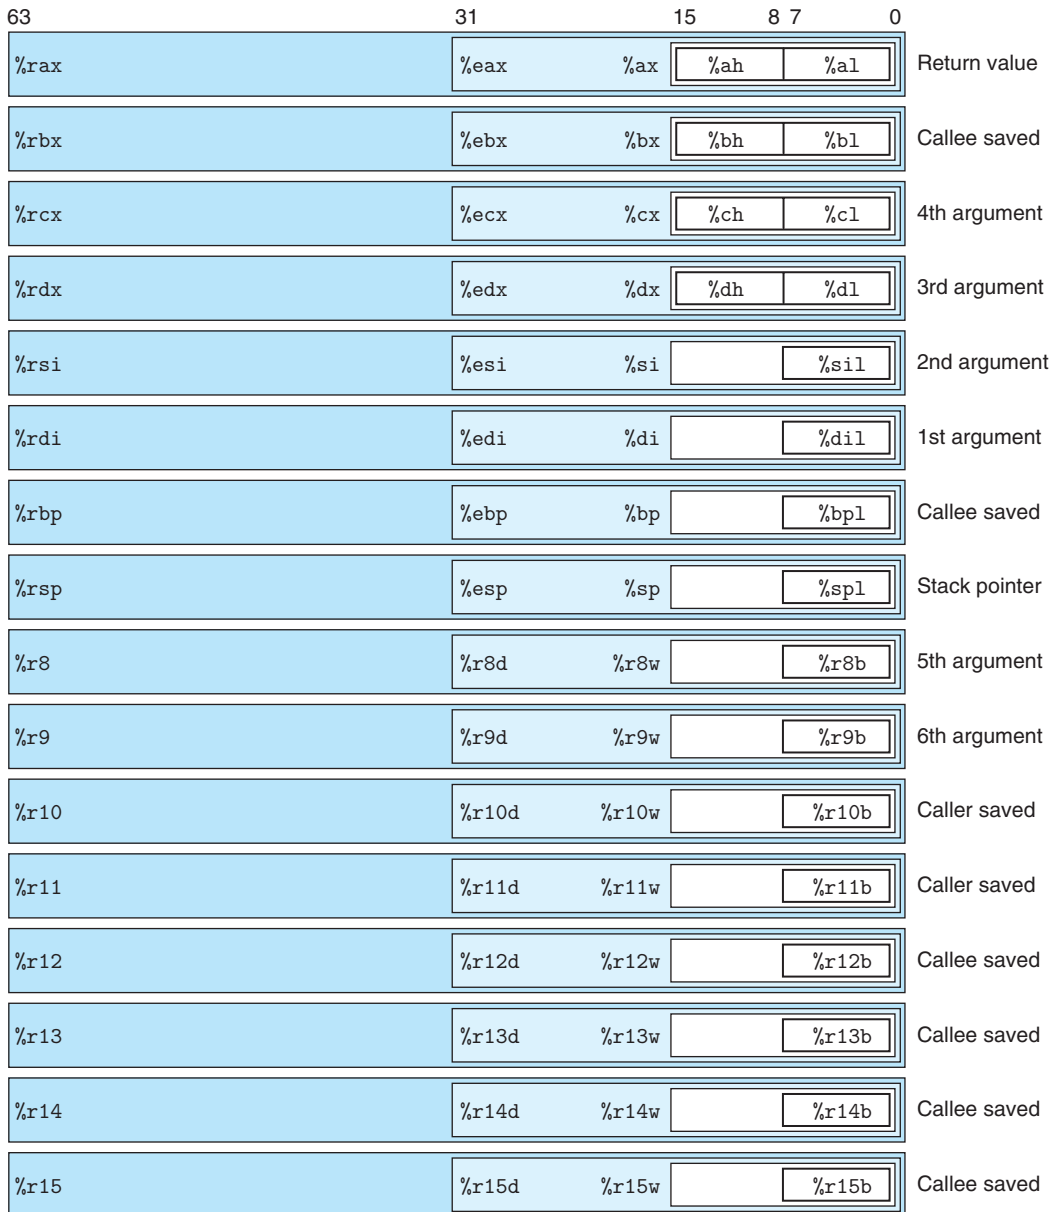 63 31 15 8 7 0
%rax %eax %ax %ah %al Return value
%rbx %ebx %bx %bh %bl Callee saved
%rcx %ecx %cx %ch %cl 4th argument
%rdx %edx %dx %dh %dl 3rd argument
%rsi %esi %si %sil 2nd argument
%rdi %edi %di %dil 1st argument
%rbp %ebp %bp %bpl Callee saved
%rsp %esp %sp %spl Stack pointer
%r8 %r8d %r8w %r8b 5th argument
%r9 %r9d %r9w %r9b 6th argument
%r10 %r10d %r10w %r10b Caller saved
%r11 %r11d %r11w %r11b Caller saved
%r12 %r12d %r12w %r12b Callee saved
%r13 %r13d %r13w %r13b Callee saved
%r14 %r14d %r14w %r14b Callee saved
%r15 %r15d %r15w %r15b Callee saved